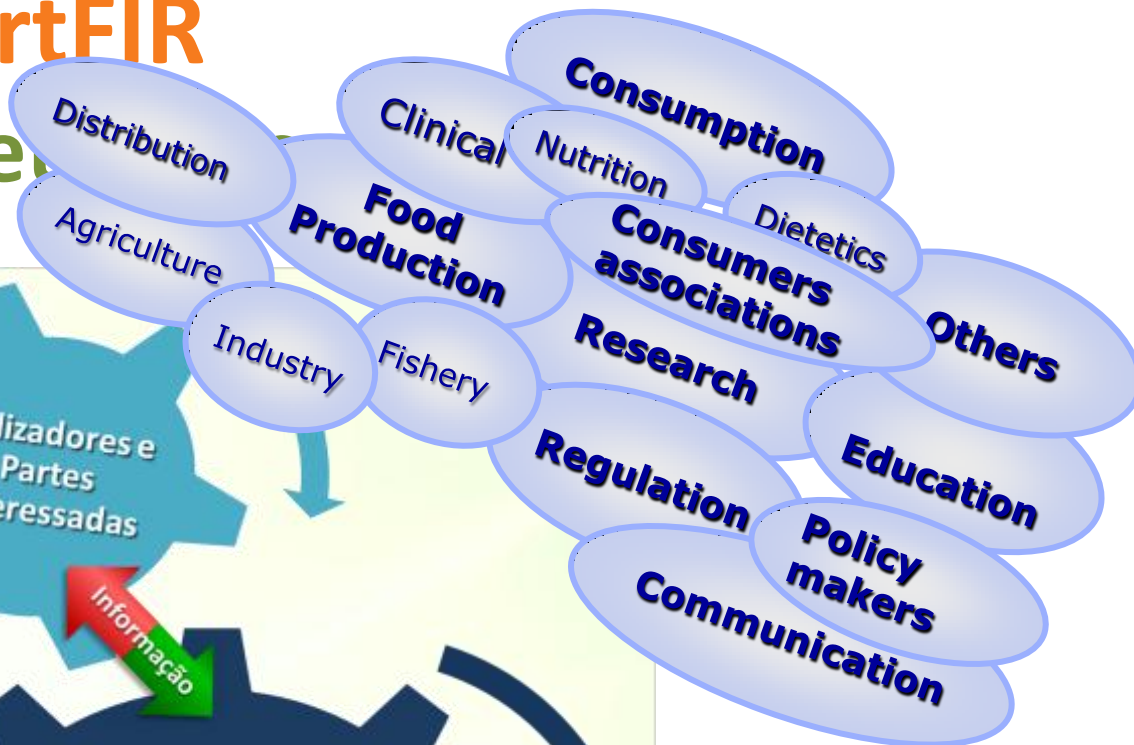 rtFIR
Consumption
Distribution
Clinical
Nutrition
Agriculture
Food
Production
Consumers
associations
Dietetics
Industry
Fishery
Research
Others
lizadores e
Partes
eressadas
Regulation
Education
Policy
makers
Informação
Communication